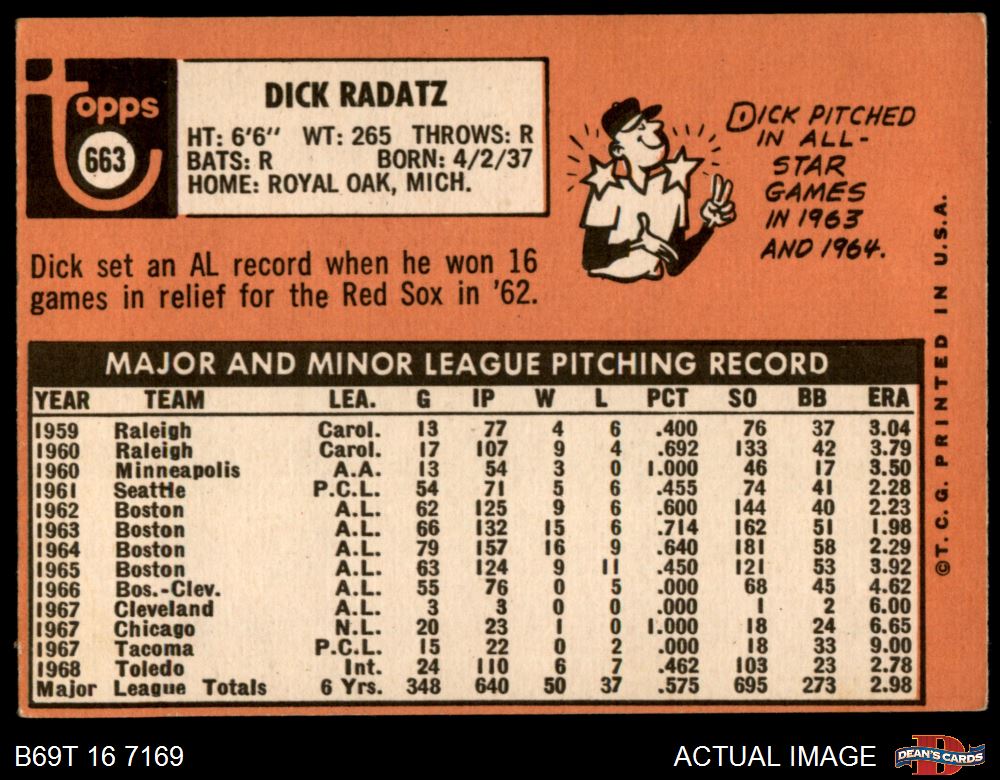 topps
663
DICK RADATZ
HT: 6'6" WT: 265 THROWS: R
BATS: R BORN: 4/2/37
HOME: ROYAL OAK, MICH.
DICK PITCHED
IN ALL-
STAR
GAMES
IN 1963
AND 1964.
Dick set an AL record when he won 16
games in relief for the Red Sox in '62.
MAJOR AND MINOR LEAGUE PITCHING RECORD
YEAR TEAM LEA. G IP W L PCT SO BB ERA
1959 Raleigh Carol. 13 77 4 6 .400 76 37 3.04
1960 Raleigh Carol. 17 107 9 4 .692 133 42 3.79
1960 Minneapolis A.A. 13 54 3 0 1.000 46 17 3.50
1961 Seattle P.C.L. 54 71 5 6 .455 74 41 2.28
1962 Boston A.L. 62 125 9 6 .600 144 40 2.23
1963 Boston A.L. 66 132 15 6 .714 162 51 1.98
1964 Boston A.L. 79 157 16 9 .640 181 58 2.29
1965 Boston A.L. 63 124 9 11 .450 121 53 3.92
1966 Bos.-Clev. A.L. 55 76 0 5 .000 68 45 4.62
1967 Cleveland A.L. 3 3 0 0 .000 1 2 6.00
1967 Chicago N.L. 20 23 1 0 1.000 18 24 6.65
1967 Tacoma P.C.L. 15 22 0 2 .000 18 33 9.00
1968 Toledo Int. 24 110 6 7 .462 103 23 2.78
Major League Totals 6 Yrs. 348 640 50 37 .575 695 273 2.98
©T. C. G. PRINTED IN U.S.A.
B69T 16 7169
ACTUAL IMAGE
D
DEAN'S CARDS